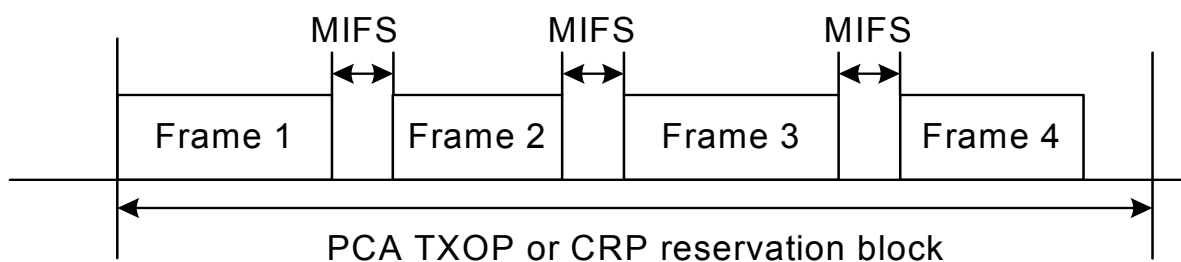 MIFS MIFS MIFS
Frame 1 Frame 2 Frame 3 Frame 4
PCA TXOP or CRP reservation block